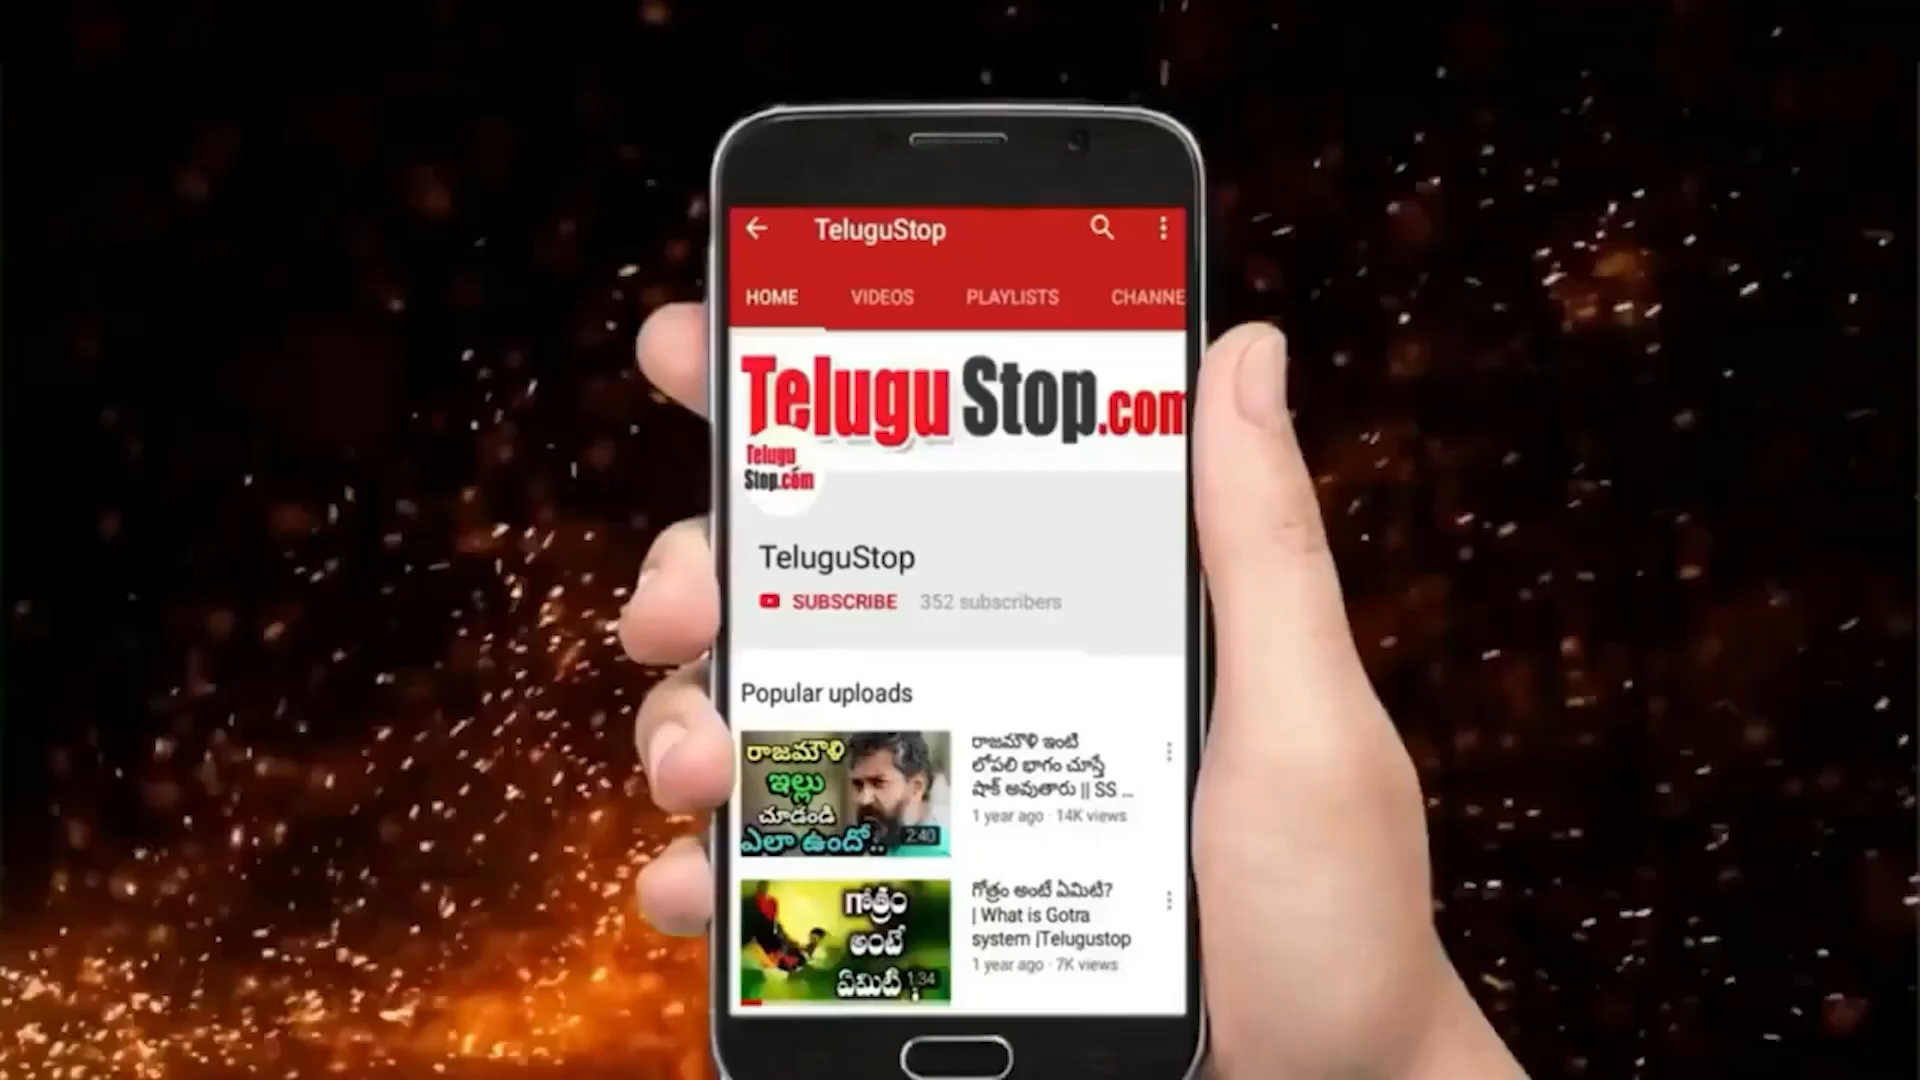 TeluguStop
HOME VIDEOS PLAYLISTS CHANNE
Telugu Stop.com
Telugu
Stop.com
TeluguStop
SUBSCRIBE 352 subscribers
Popular uploads
రాజమౌళి
ఇల్లు
చూడండి
ఎలా ఉందో..
2:40
రాజమౌళి ఇంటి
లోపలి భాగం చూస్తే
షాక్ అవుతారు || SS ...
1 year ago · 14K views
గోత్రం
అంటే
ఏమిటి
1:34
గోత్రం అంటే ఏమిటి?
| What is Gotra
system |Telugustop
1 year ago · 7K views